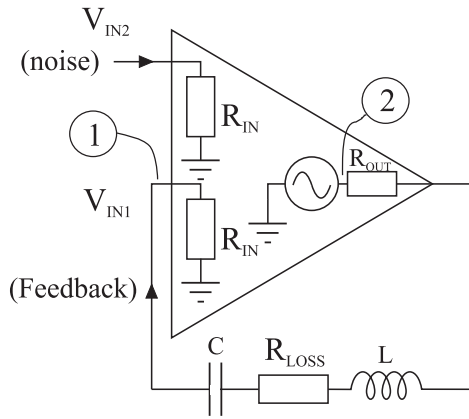 V_IN2
(noise)
R_IN
1
2
R_OUT
V_IN1
R_IN
(Feedback)
C
R_LOSS
L